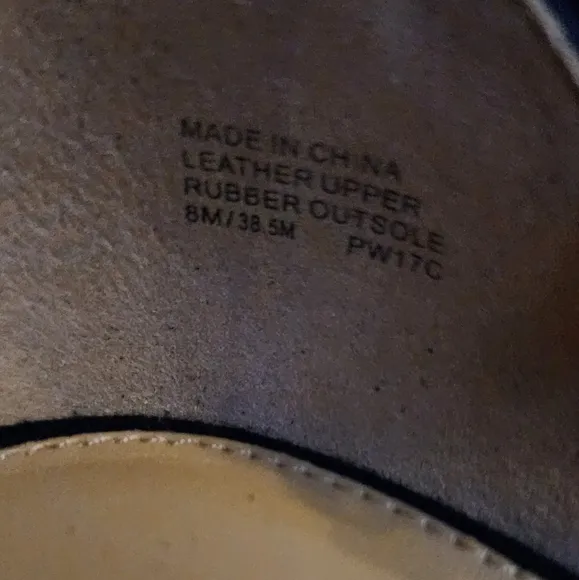 MADE IN CHINA
LEATHER UPPER
RUBBER OUTSOLE
8M/38.5M PW17C